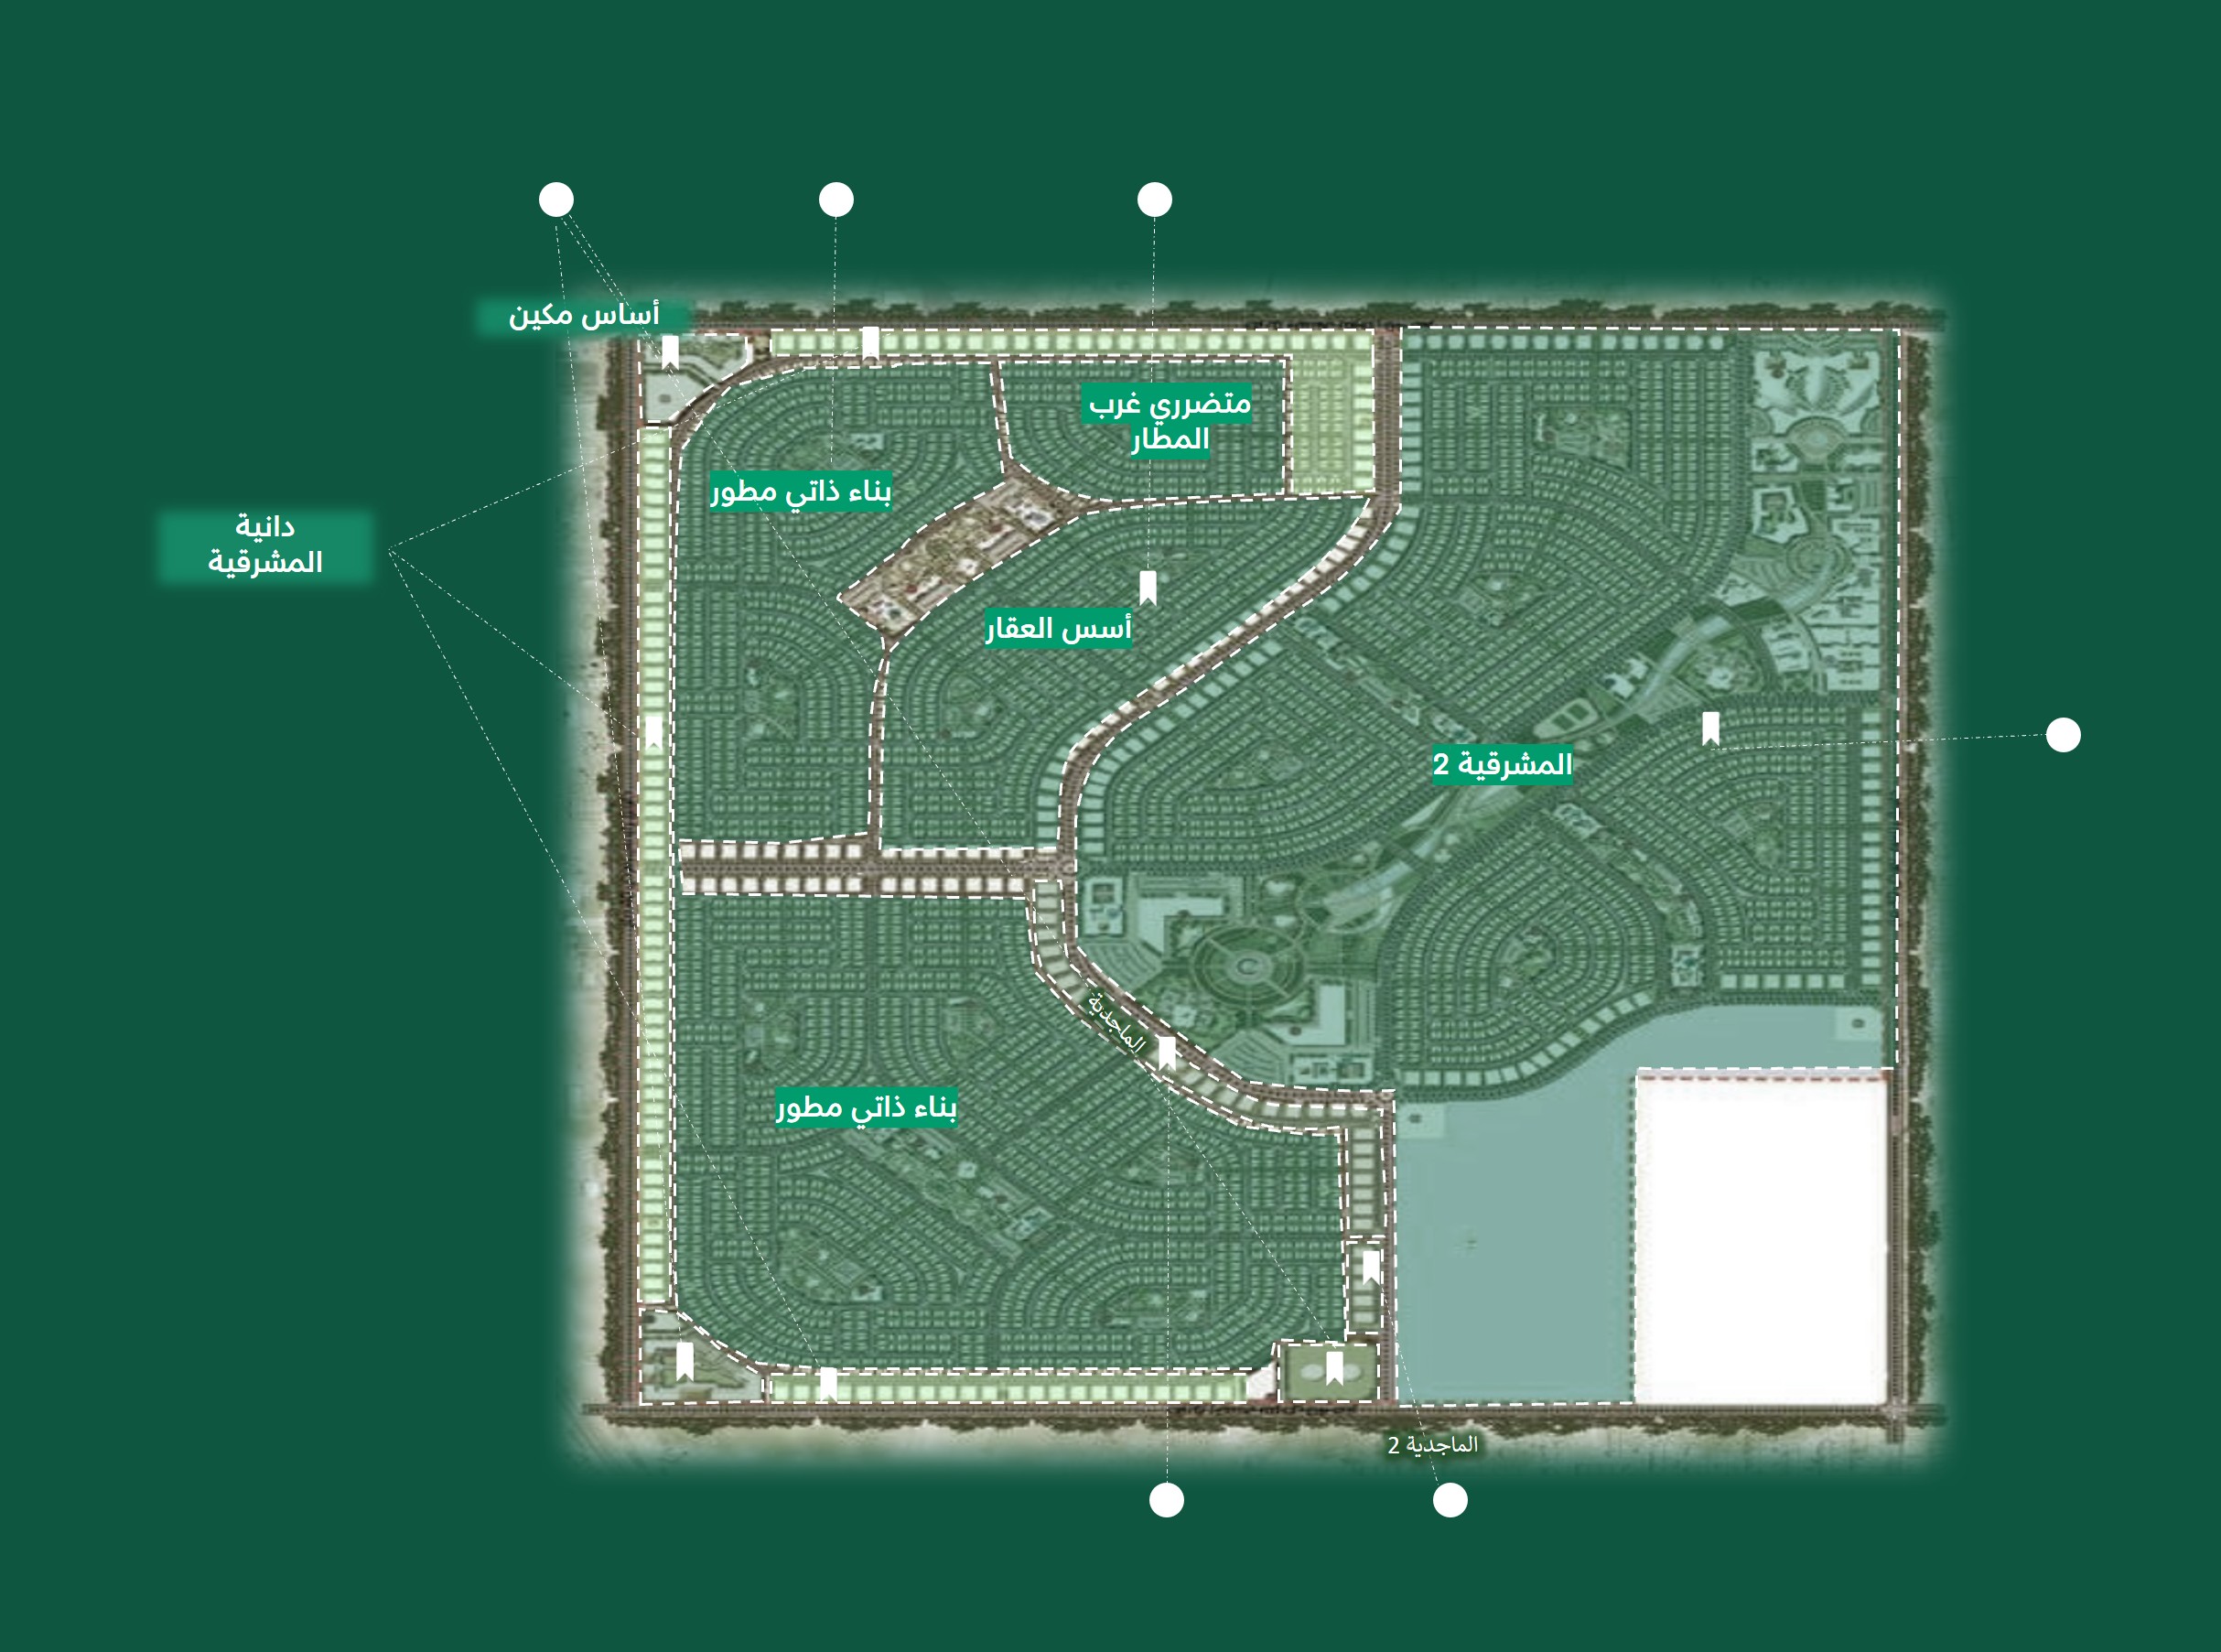 أساس مكين
متضرري غرب
المطار
بناء ذاتي مطور
دانية
المشرقية
أسس العقار
المشرقية 2
الماجدية
بناء ذاتي مطور
الماجدية 2